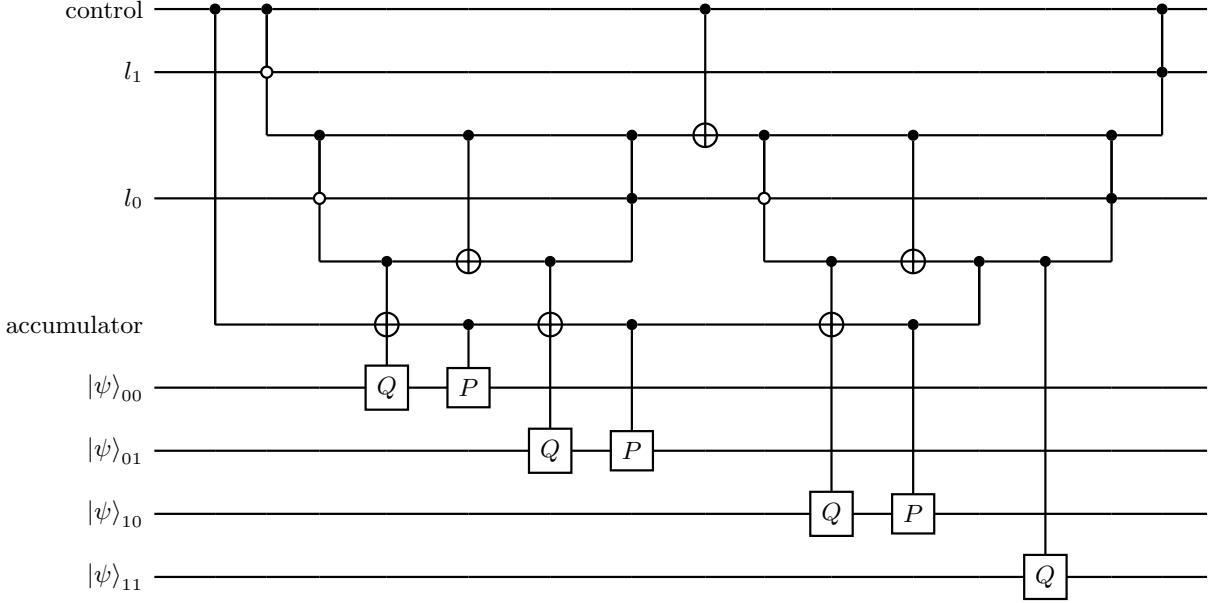 control
l₁
l₀
accumulator
|ψ⟩₀₀ Q P
|ψ⟩₀₁ Q P
|ψ⟩₁₀ Q P
|ψ⟩₁₁ Q